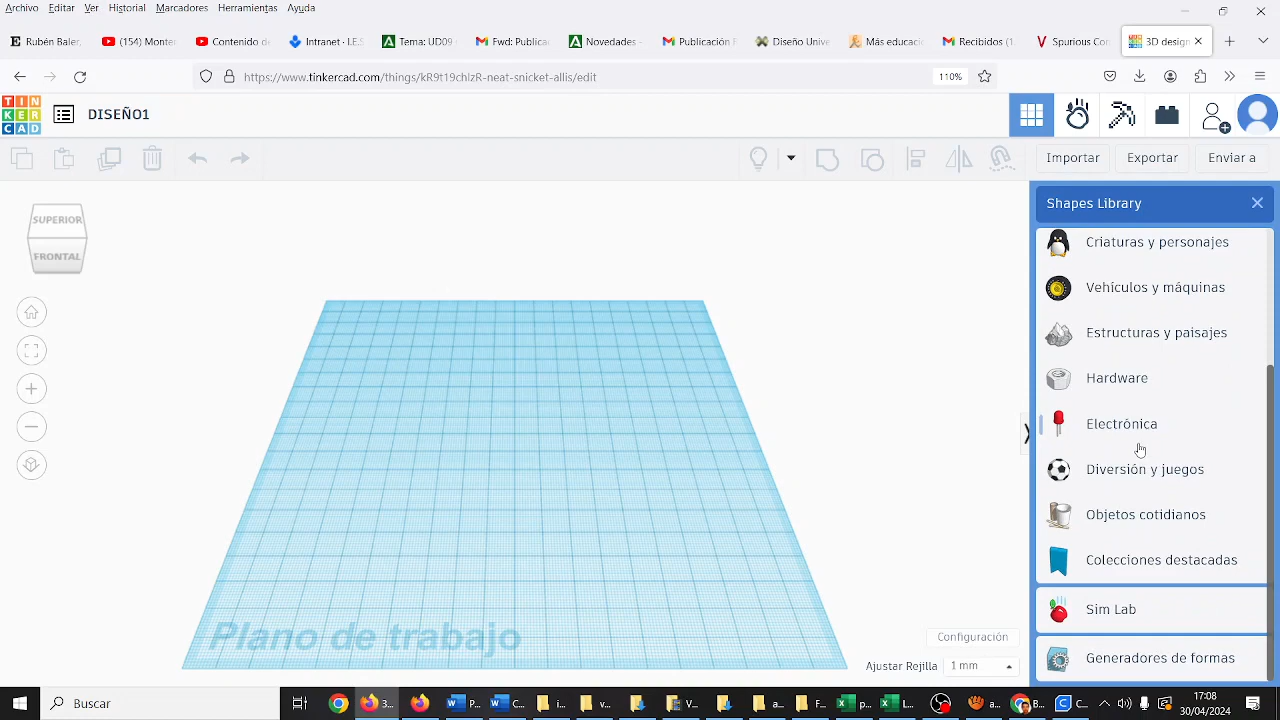 Archivo Editar Ver Historial Marcadores Herramientas Ayuda
Rubén Baler (154) Monte Contenido de Intranet - I.E.S Tema: ID09 - Fwd: Publica Novedades - Publicación Diseño Unive Más educaci Recibidos (1. Spurios Cor 3D design
https://www.tinkercad.com/things/kR9t19chlzR-neat-snicket-allis/edit 110%
TIN
KER
CAD
DISEÑO1
Importar Exportar Enviar a
SUPERIOR
FRONTAL
Shapes Library
Criaturas y personajes
Vehículos y máquinas
Estructuras y paisajes
Hardware
Electrónica
Diversión y juegos
Objetos cotidianos
Colecciones destacadas
Sim Lab
Generadores de formas
Plano de trabajo
Configuración
Ajustar Rejilla 1 mm
Buscar 3... P... C... i... v... V... a... F... p... L... a... B... C...
17:08
30/04/2024